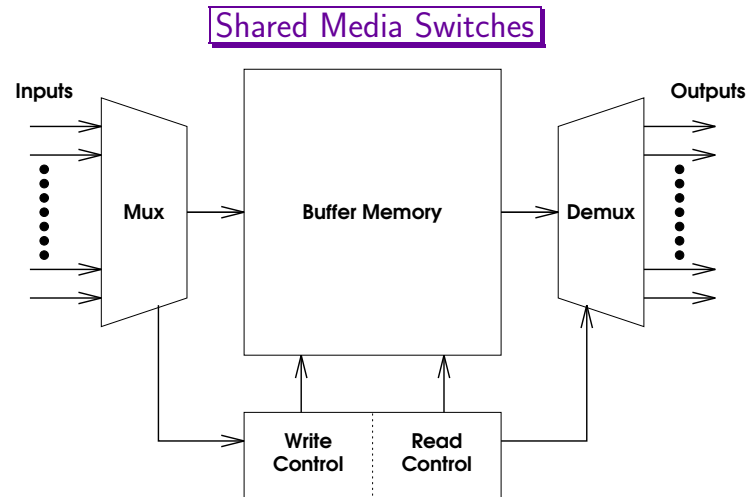 Shared Media Switches
Inputs
Outputs
Mux
Buffer Memory
Demux
Write
Control
Read
Control